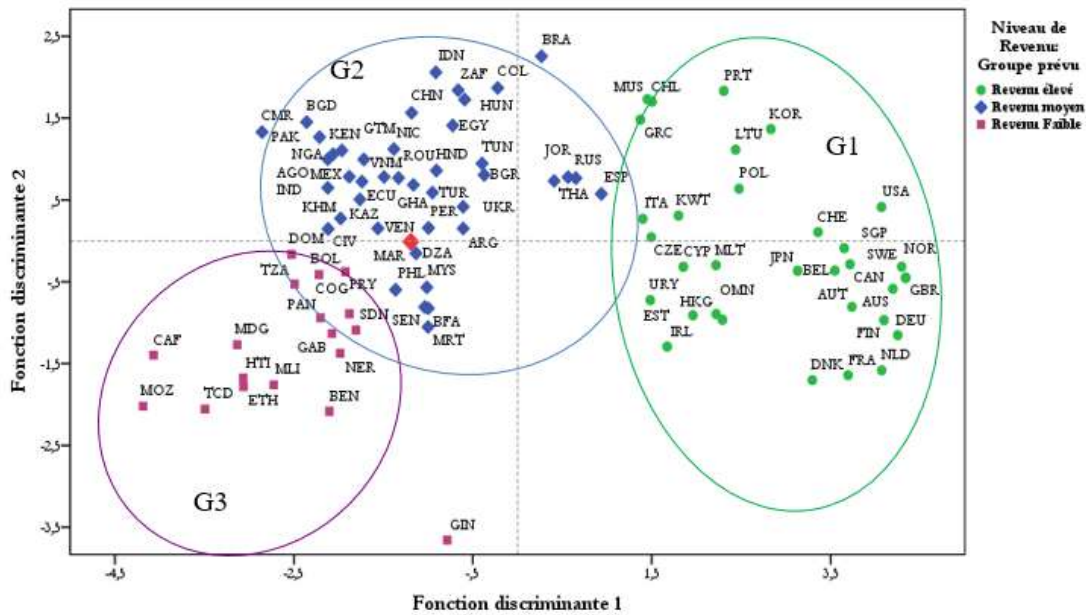 Niveau de
Revenu:
Groupe prévu
Revenu élevé
Revenu moyen
Revenu Faible
Fonction discriminante 2
2,5
1,5
,5
-,5
-1,5
-2,5
-3,5
G2
G1
G3
BRA
IDN
ZAF
COL
CHN
HUN
BGD
CMR
PAK
KEN
GTM
NIC
EGY
NGA
VNM
ROU
HND
TUN
AGO
MEX
BGR
IND
ECU
GHA
TUR
KHM
KAZ
PER
UKR
VEN
DOM
CIV
MAR
DZA
ARG
JOR
RUS
THA
ESP
TZA
BOL
COG
PRY
PHL
MYS
PAN
SDN
SEN
BFA
MRT
CAF
MDG
GAB
NER
HTI
MLI
MOZ
TCD
ETH
BEN
GIN
MUS
CHL
PRT
GRC
KOR
LTU
POL
ITA
KWT
USA
CHE
SGP
CZE
CYP
MLT
JPN
BEL
SWE
NOR
CAN
GBR
URY
HKG
OMN
AUT
AUS
EST
DEU
IRL
FIN
DNK
FRA
NLD
-4,5
-2,5
-,5
1,5
3,5
Fonction discriminante 1